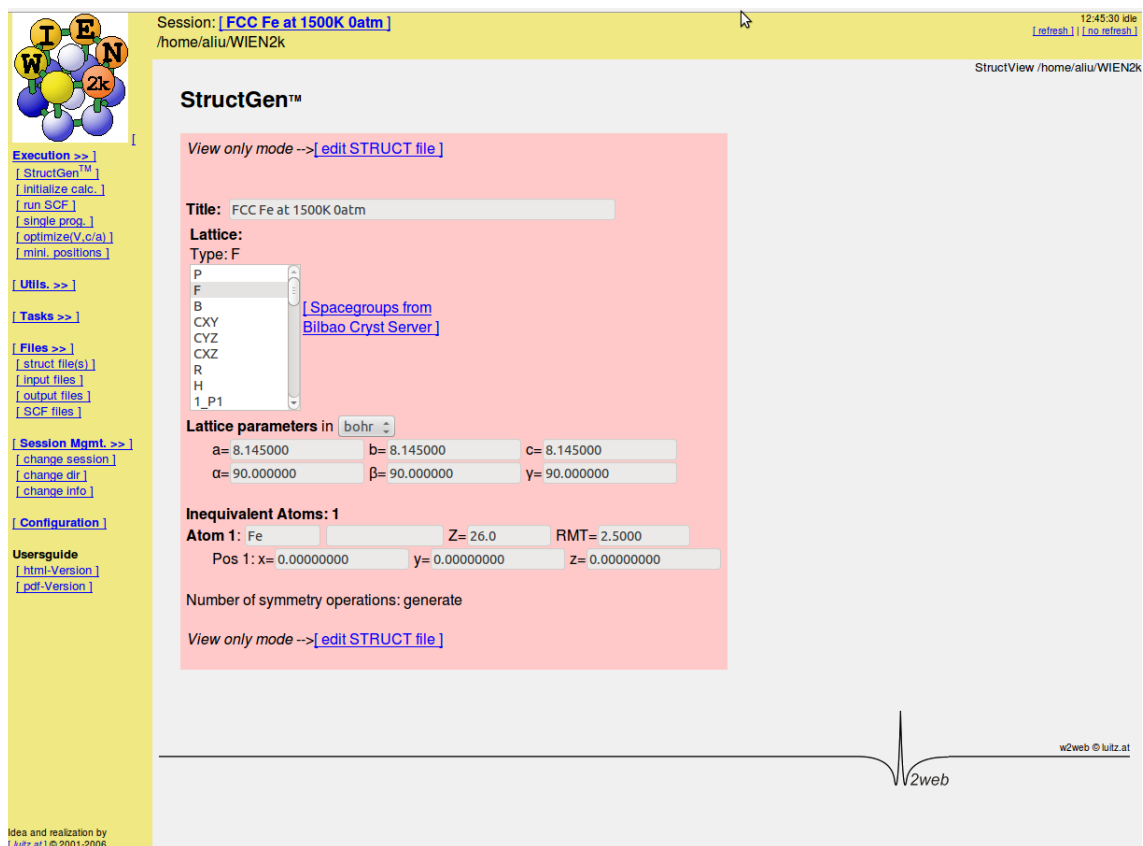 W I E N 2k
Session: [ FCC Fe at 1500K 0atm ]
/home/aliu/WIEN2k
12:45:30 idle
[ refresh ] | [ no refresh ]
[
Execution >> ]
[ StructGen™ ]
[ initialize calc. ]
[ run SCF ]
[ single prog. ]
[ optimize(V,c/a) ]
[ mini. positions ]
[ Utils. >> ]
[ Tasks >> ]
[ Files >> ]
[ struct file(s) ]
[ input files ]
[ output files ]
[ SCF files ]
[ Session Mgmt. >> ]
[ change session ]
[ change dir ]
[ change info ]
[ Configuration ]
Usersguide
[ html-Version ]
[ pdf-Version ]
Idea and realization by
[ luitz.at ] © 2001-2006
StructView /home/aliu/WIEN2k
StructGen™
View only mode -->[ edit STRUCT file ]
Title: FCC Fe at 1500K 0atm
Lattice:
Type: F
P
F
B
CXY
CYZ
CXZ
R
H
1_P1
[ Spacegroups from
Bilbao Cryst Server ]
Lattice parameters in bohr
a= 8.145000 b= 8.145000 c= 8.145000
α= 90.000000 β= 90.000000 γ= 90.000000
Inequivalent Atoms: 1
Atom 1: Fe Z= 26.0 RMT= 2.5000
Pos 1: x= 0.00000000 y= 0.00000000 z= 0.00000000
Number of symmetry operations: generate
View only mode -->[ edit STRUCT file ]
w2web © luitz.at
2web